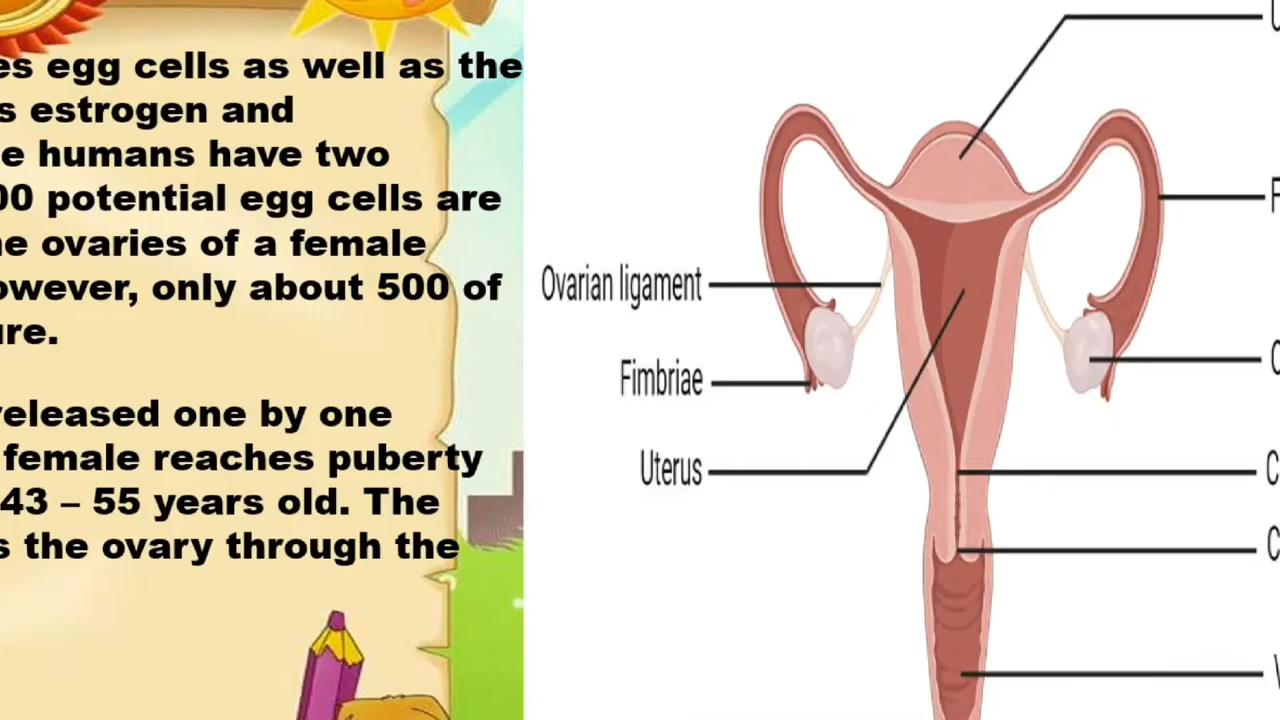 es egg cells as well as the
s estrogen and
e humans have two
00 potential egg cells are
he ovaries of a female
owever, only about 500 of
ure.
released one by one
female reaches puberty
43 – 55 years old. The
s the ovary through the
Ovarian ligament
Fimbriae
Uterus